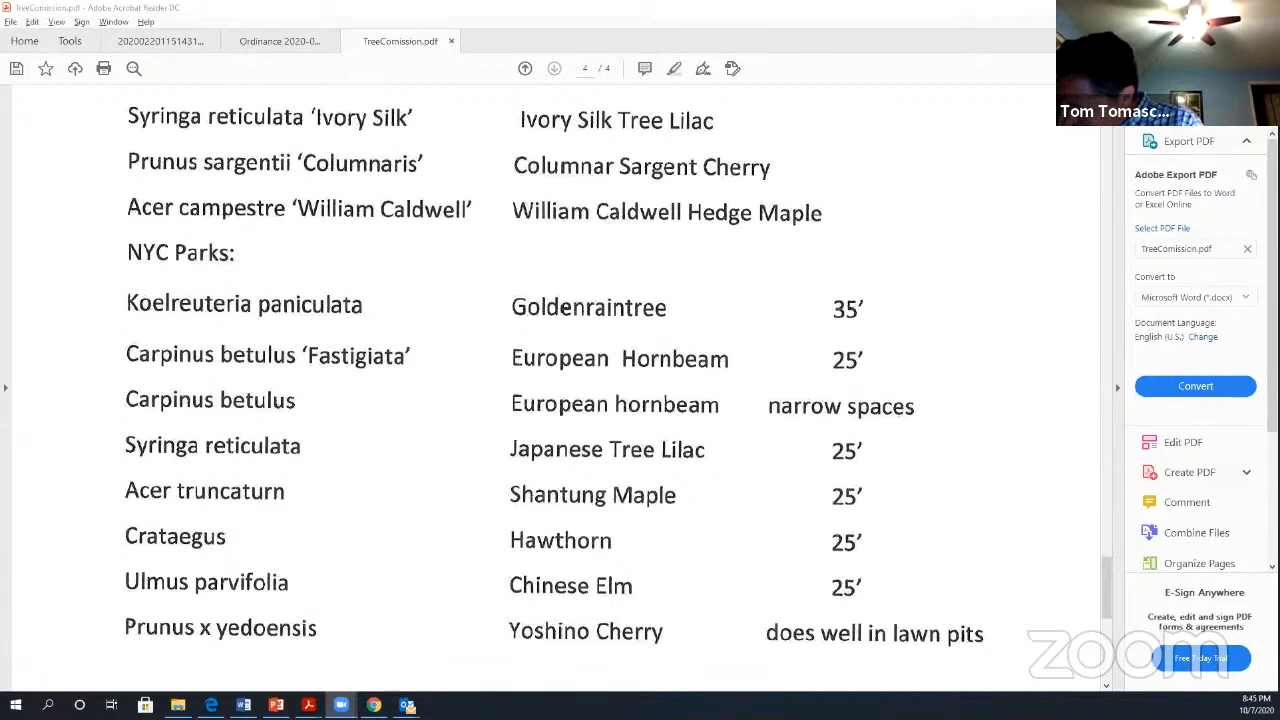 TreeComission.pdf - Adobe Acrobat Reader DC
File Edit View Sign Window Help
Home Tools 202002201151431... Ordinance 2020-0... TreeComission.pdf ×
4 / 4
Tom Tomasc...
Syringa reticulata ‘Ivory Silk’ Ivory Silk Tree Lilac
Prunus sargentii ‘Columnaris’ Columnar Sargent Cherry
Acer campestre ‘William Caldwell’ William Caldwell Hedge Maple
NYC Parks:
Koelreuteria paniculata Goldenraintree 35’
Carpinus betulus ‘Fastigiata’ European Hornbeam 25’
Carpinus betulus European hornbeam narrow spaces
Syringa reticulata Japanese Tree Lilac 25’
Acer truncaturn Shantung Maple 25’
Crataegus Hawthorn 25’
Ulmus parvifolia Chinese Elm 25’
Prunus x yedoensis Yoshino Cherry does well in lawn pits
Export PDF
Adobe Export PDF
Convert PDF Files to Word
or Excel Online
Select PDF File
TreeComission.pdf
Convert to
Microsoft Word (*.docx)
Document Language:
English (U.S.) Change
Convert
Edit PDF
Create PDF
Comment
Combine Files
Organize Pages
E-Sign Anywhere
Create, edit and sign PDF
forms & agreements
Free 7-day Trial
zoom
8:45 PM
10/7/2020